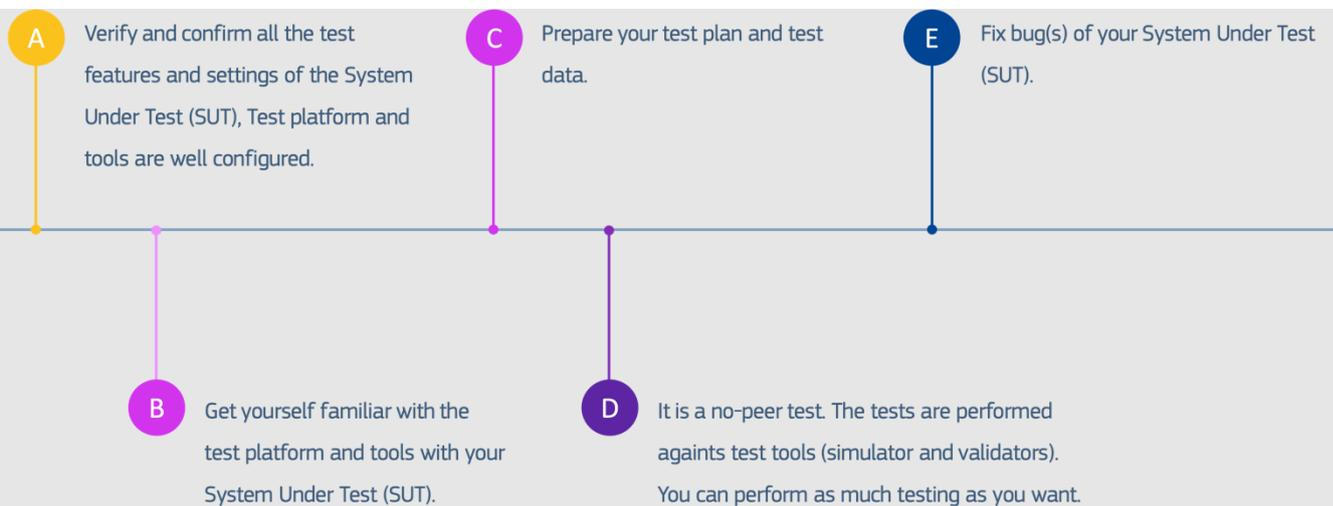 A
Verify and confirm all the test
features and settings of the System
Under Test (SUT), Test platform and
tools are well configured.
B
Get yourself familiar with the
test platform and tools with your
System Under Test (SUT).
C
Prepare your test plan and test
data.
D
It is a no-peer test. The tests are performed
againts test tools (simulator and validators).
You can perform as much testing as you want.
E
Fix bug(s) of your System Under Test
(SUT).